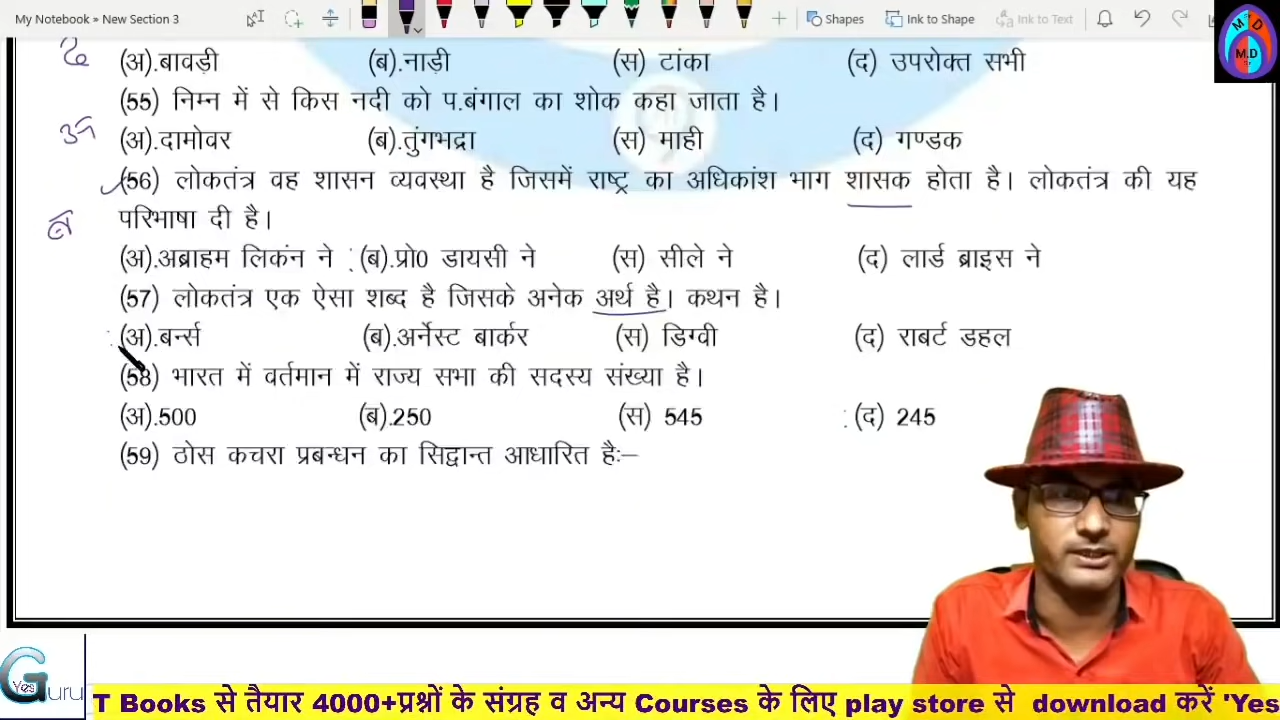 My Notebook » New Section 3
Shapes
Ink to Shape
Ink to Text
M.D
M.D
द (अ).बावड़ी (ब).नाड़ी (स) टांका (द) उपरोक्त सभी
(55) निम्न में से किस नदी को प.बंगाल का शोक कहा जाता है।
अ (अ).दामोवर (ब).तुंगभद्रा (स) माही (द) गण्डक
(56) लोकतंत्र वह शासन व्यवस्था है जिसमें राष्ट्र का अधिकांश भाग शासक होता है। लोकतंत्र की यह
ब परिभाषा दी है।
(अ).अब्राहम लिकंन ने (ब).प्रो0 डायसी ने (स) सीले ने (द) लार्ड ब्राइस ने
(57) लोकतंत्र एक ऐसा शब्द है जिसके अनेक अर्थ है। कथन है।
(अ).बर्न्स (ब).अर्नेस्ट बार्कर (स) डिग्वी (द) राबर्ट डहल
(58) भारत में वर्तमान में राज्य सभा की सदस्य संख्या है।
(अ).500 (ब).250 (स) 545 (द) 245
(59) ठोस कचरा प्रबन्धन का सिद्वान्त आधारित हैः–
Yes Guru
T Books से तैयार 4000+प्रश्नों के संग्रह व अन्य Courses के लिए play store से download करें 'Yes